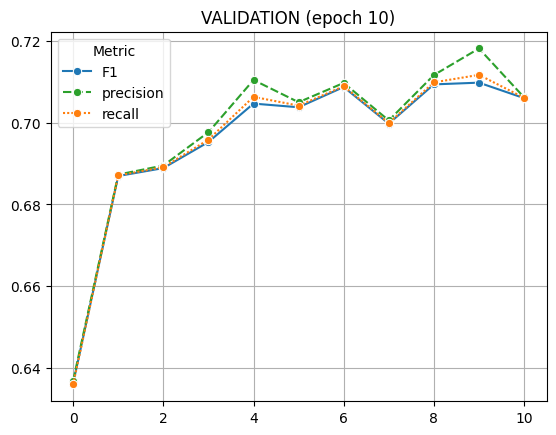 VALIDATION (epoch 10)
0.72
0.70
0.68
0.66
0.64
Metric
F1
precision
recall
0 2 4 6 8 10